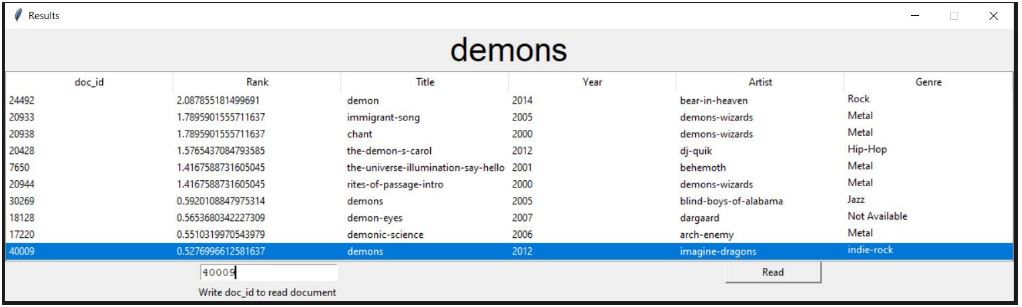 Results
demons
doc_id Rank Title Year Artist Genre
24492 2.087855181499691 demon 2014 bear-in-heaven Rock
20933 1.7895901555711637 immigrant-song 2005 demons-wizards Metal
20938 1.7895901555711637 chant 2000 demons-wizards Metal
20428 1.5765437084793585 the-demon-s-carol 2012 dj-quik Hip-Hop
7650 1.4167588731605045 the-universe-illumination-say-hello 2001 behemoth Metal
20944 1.4167588731605045 rites-of-passage-intro 2000 demons-wizards Metal
30269 0.5920108847975314 demons 2005 blind-boys-of-alabama Jazz
18128 0.5653680342227309 demon-eyes 2007 dargaard Not Available
17220 0.5510319970543979 demonic-science 2006 arch-enemy Metal
40009 0.5276996612581637 demons 2012 imagine-dragons indie-rock
40009 Read
Write doc_id to read document